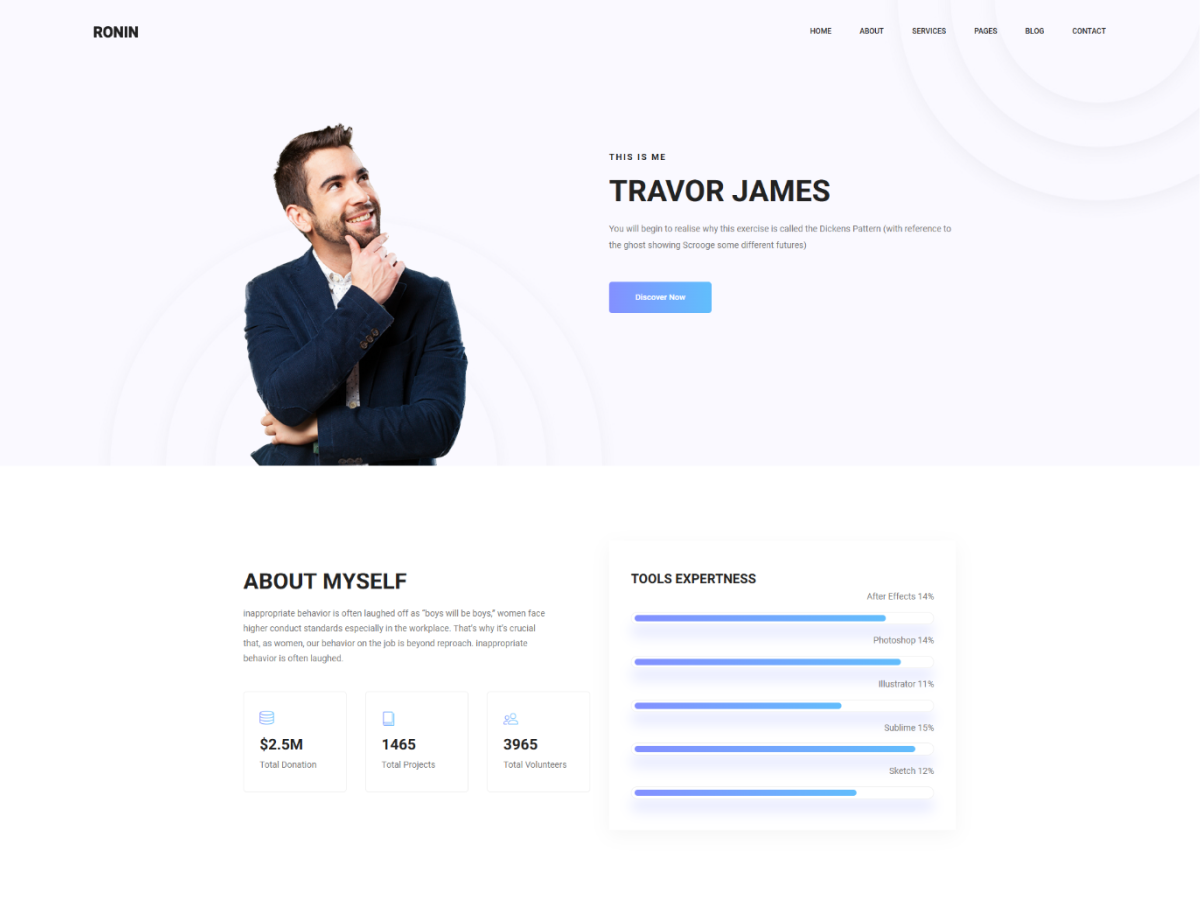 RONIN
HOME ABOUT SERVICES PAGES BLOG CONTACT
THIS IS ME
TRAVOR JAMES
You will begin to realise why this exercise is called the Dickens Pattern (with reference to
the ghost showing Scrooge some different futures)
Discover Now
ABOUT MYSELF
inappropriate behavior is often laughed off as “boys will be boys,” women face
higher conduct standards especially in the workplace. That’s why it’s crucial
that, as women, our behavior on the job is beyond reproach. inappropriate
behavior is often laughed.
$2.5M
Total Donation
1465
Total Projects
3965
Total Volunteers
TOOLS EXPERTNESS
After Effects 14%
Photoshop 14%
Illustrator 11%
Sublime 15%
Sketch 12%